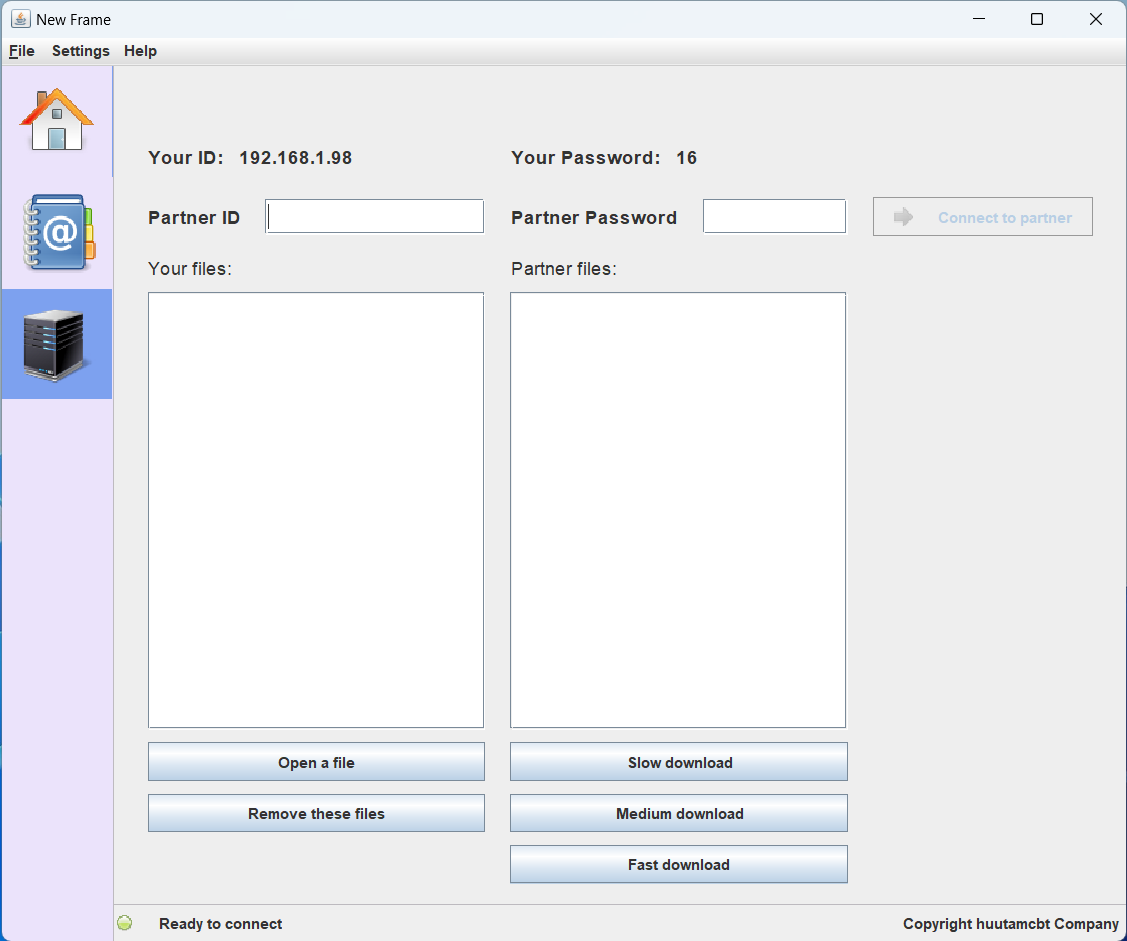 New Frame
File Settings Help
Your ID: 192.168.1.98 Your Password: 16
Partner ID Partner Password Connect to partner
Your files: Partner files:
@
Open a file Slow download
Remove these files Medium download
Fast download
Ready to connect Copyright huutamcbt Company